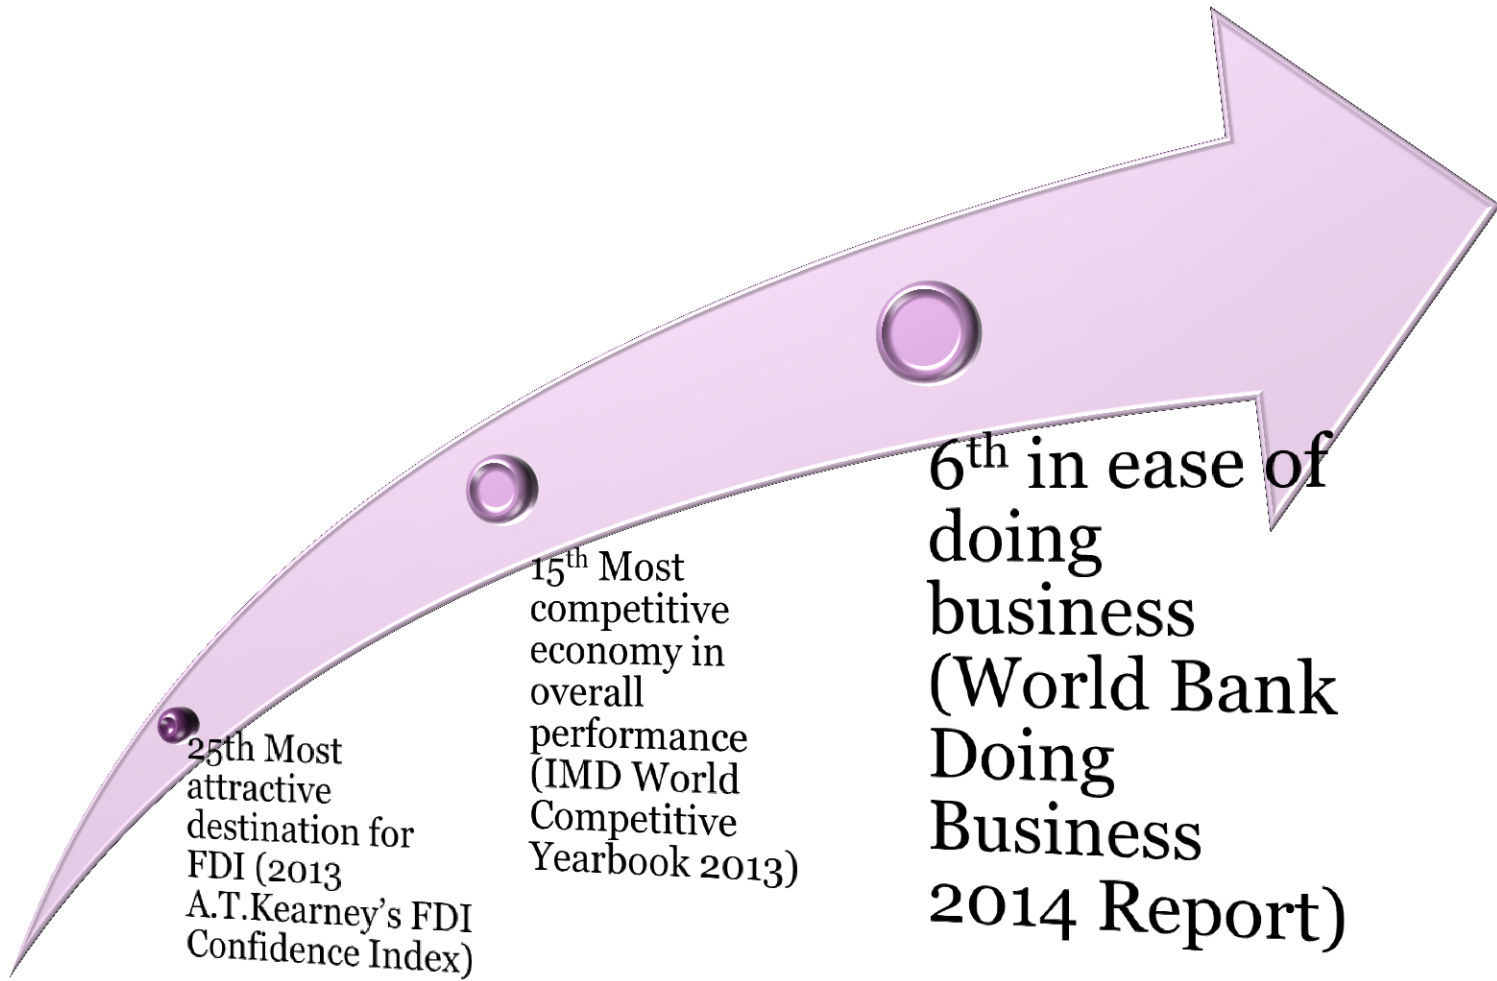 25th Most
attractive
destination for
FDI (2013
A.T.Kearney’s FDI
Confidence Index)
15th Most
competitive
economy in
overall
performance
(IMD World
Competitive
Yearbook 2013)
6th in ease of
doing
business
(World Bank
Doing
Business
2014 Report)